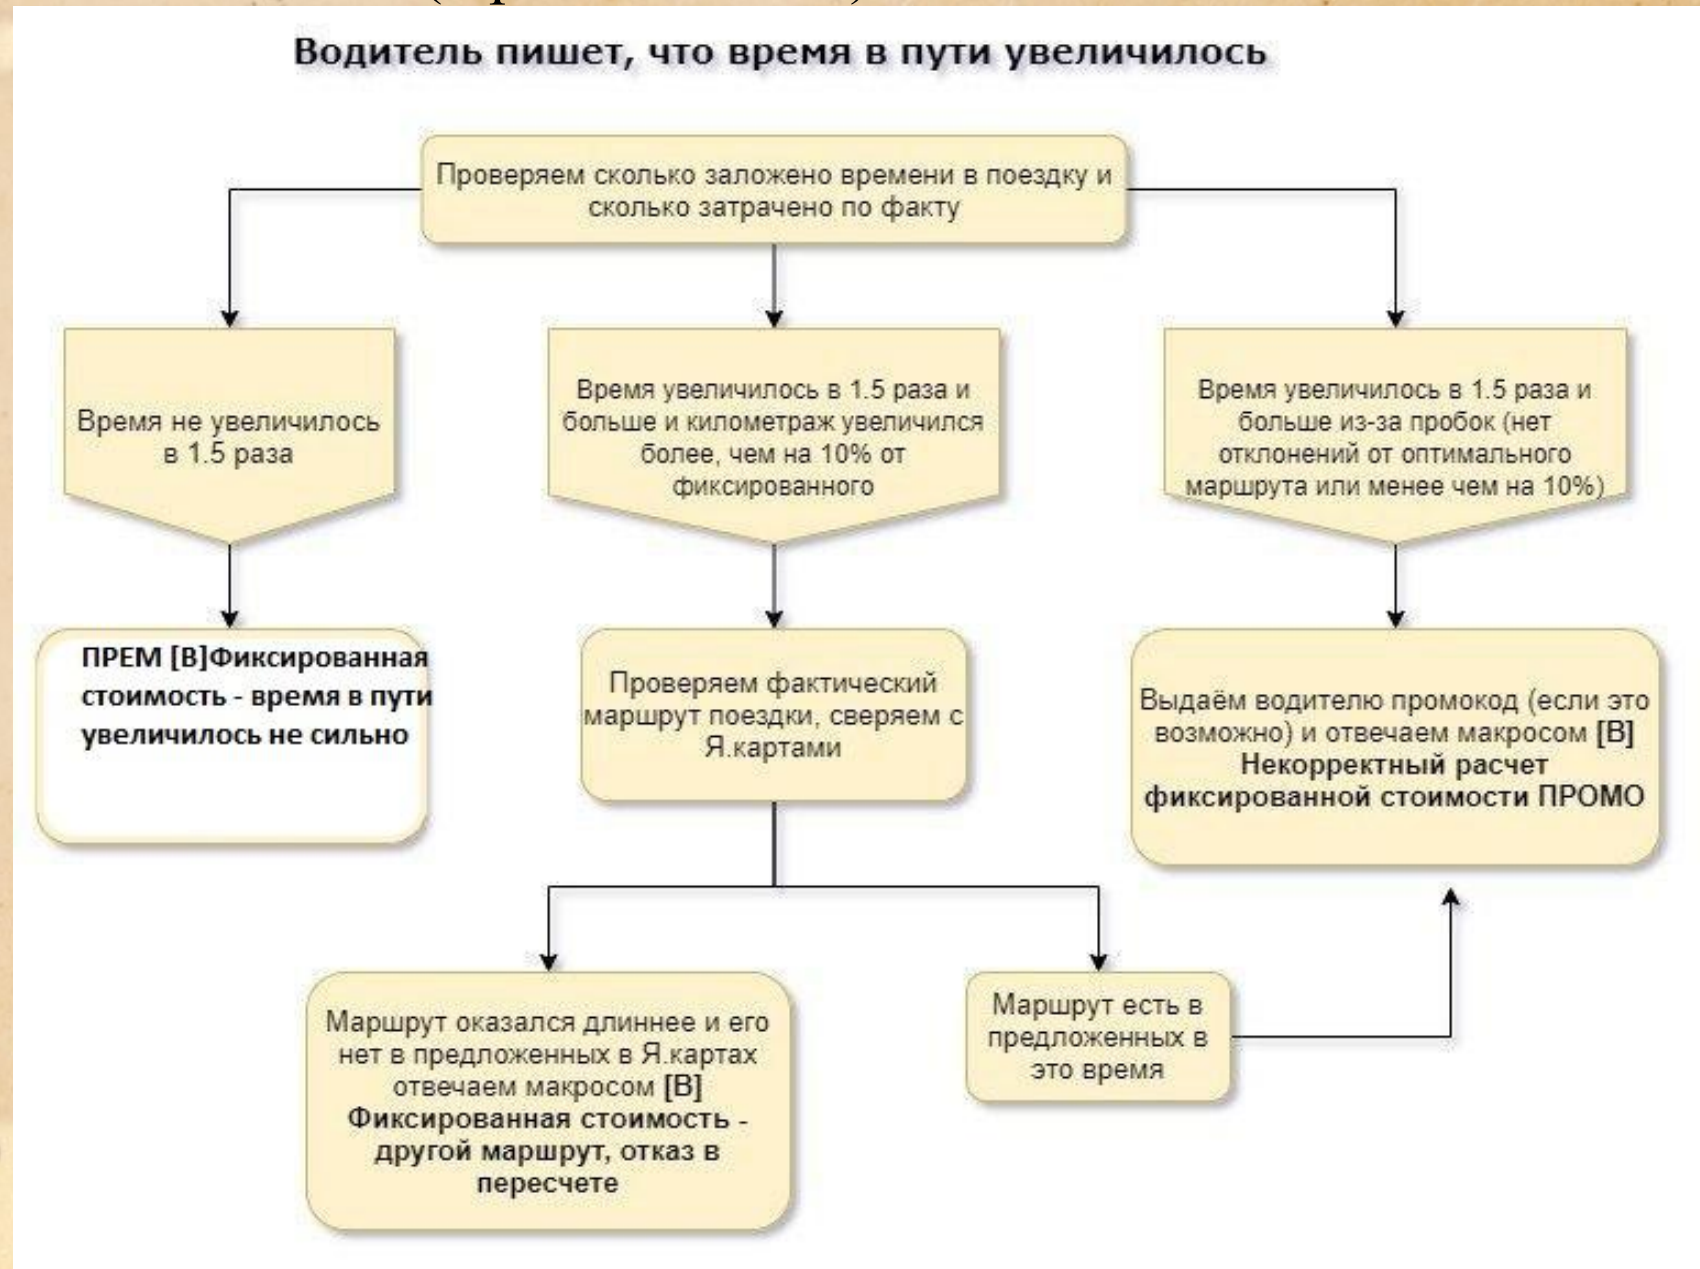 Водитель пишет, что время в пути увеличилось
Проверяем сколько заложено времени в поездку и
сколько затрачено по факту
Время не увеличилось
в 1.5 раза
Время увеличилось в 1.5 раза и
больше и километраж увеличился
более, чем на 10% от
фиксированного
Время увеличилось в 1.5 раза и
больше из-за пробок (нет
отклонений от оптимального
маршрута или менее чем на 10%)
ПРЕМ [В]Фиксированная
стоимость - время в пути
увеличилось не сильно
Проверяем фактический
маршрут поездки, сверяем с
Я.картами
Выдаём водителю промокод (если это
возможно) и отвечаем макросом [В]
Некорректный расчет
фиксированной стоимости ПРОМО
Маршрут оказался длиннее и его
нет в предложенных в Я.картах
отвечаем макросом [В]
Фиксированная стоимость -
другой маршрут, отказ в
пересчете
Маршрут есть в
предложенных в
это время